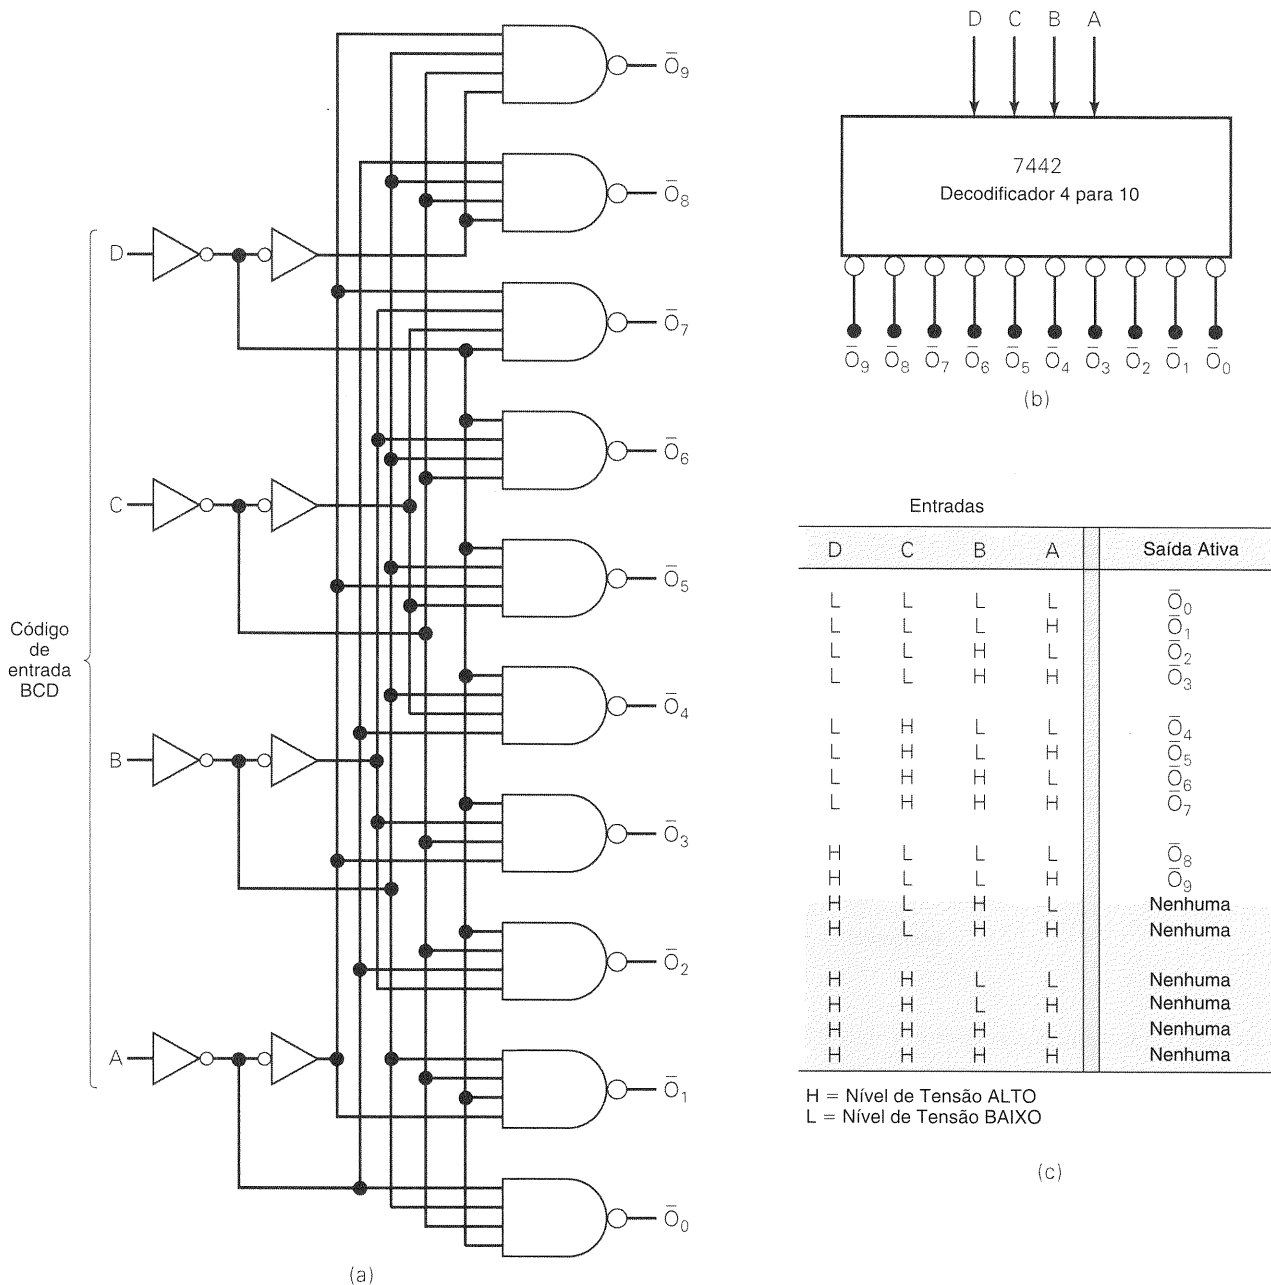 Código
de
entrada
BCD
D
C
B
A
Ō9
Ō8
Ō7
Ō6
Ō5
Ō4
Ō3
Ō2
Ō1
Ō0
(a)
D C B A
7442
Decodificador 4 para 10
Ō9 Ō8 Ō7 Ō6 Ō5 Ō4 Ō3 Ō2 Ō1 Ō0
(b)
Entradas
D C B A Saída Ativa
L L L L Ō0
L L L H Ō1
L L H L Ō2
L L H H Ō3
L H L L Ō4
L H L H Ō5
L H H L Ō6
L H H H Ō7
H L L L Ō8
H L L H Ō9
H L H L Nenhuma
H L H H Nenhuma
H H L L Nenhuma
H H L H Nenhuma
H H H L Nenhuma
H H H H Nenhuma
H = Nível de Tensão ALTO
L = Nível de Tensão BAIXO
(c)